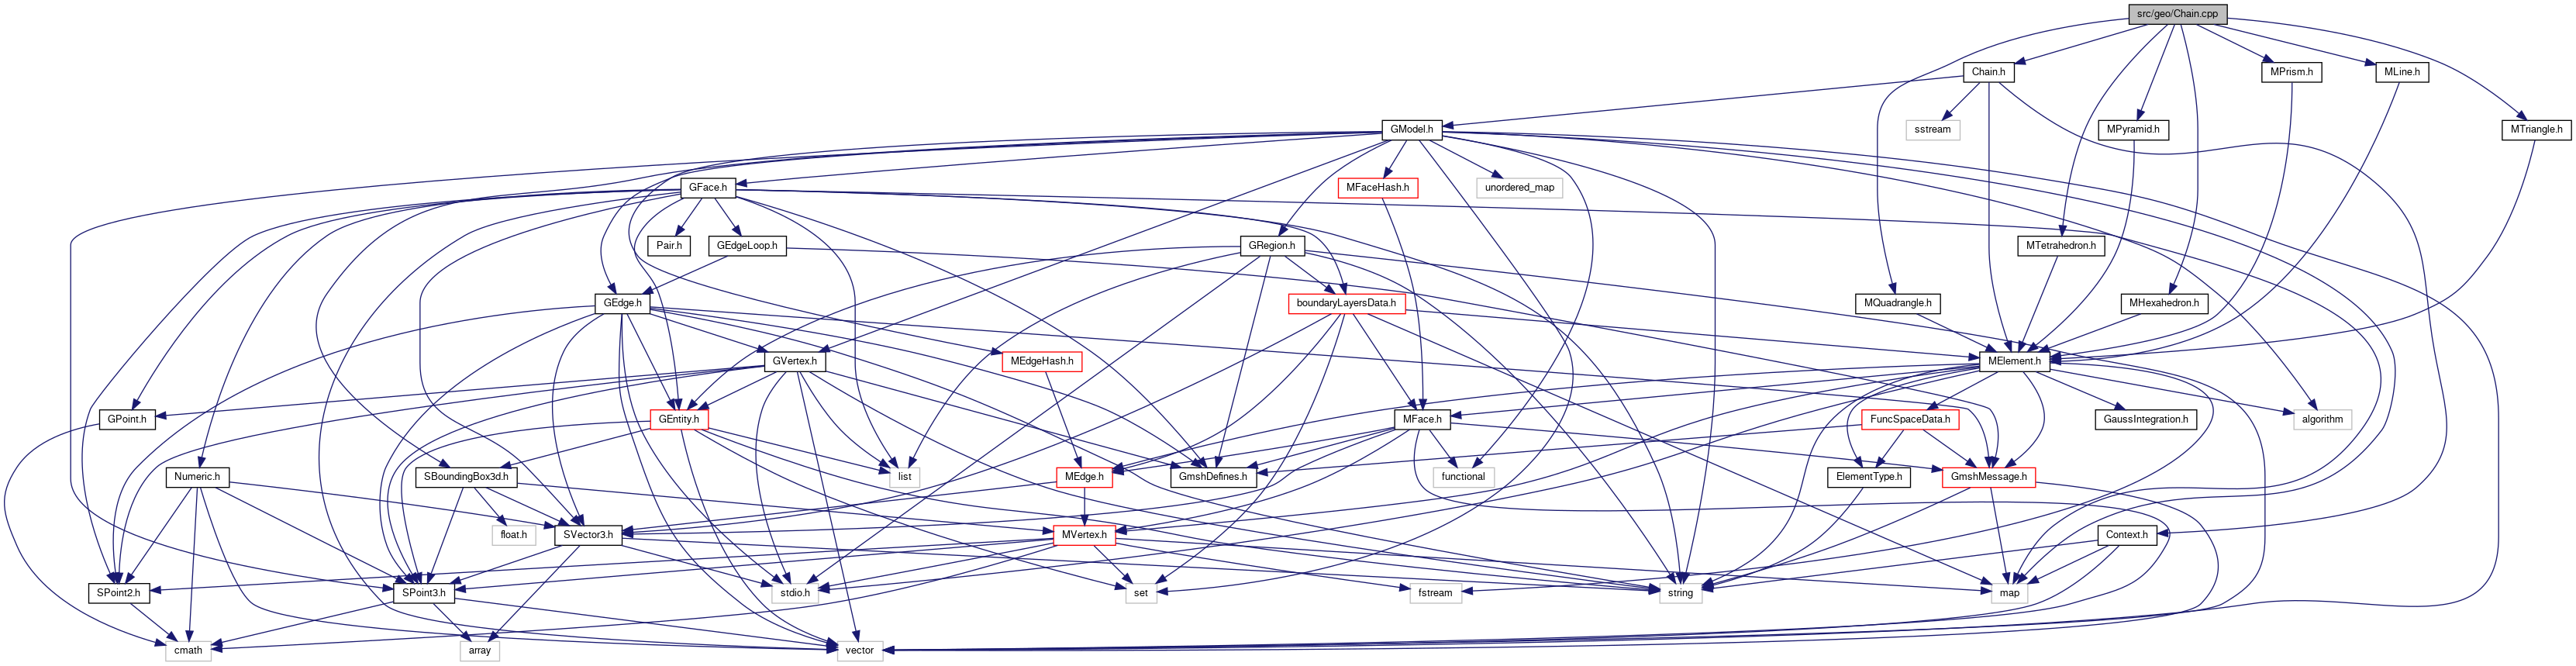 src/geo/Chain.cpp
Chain.h
MPrism.h
MLine.h
GModel.h
sstream
MPyramid.h
MTriangle.h
GFace.h
MFaceHash.h
unordered_map
Pair.h
GEdgeLoop.h
GRegion.h
MTetrahedron.h
GEdge.h
boundaryLayersData.h
MQuadrangle.h
MHexahedron.h
GVertex.h
MEdgeHash.h
MElement.h
GPoint.h
GEntity.h
MFace.h
FuncSpaceData.h
GaussIntegration.h
algorithm
Numeric.h
SBoundingBox3d.h
list
MEdge.h
GmshDefines.h
functional
ElementType.h
GmshMessage.h
float.h
SVector3.h
MVertex.h
Context.h
SPoint2.h
SPoint3.h
stdio.h
set
fstream
string
map
cmath
array
vector